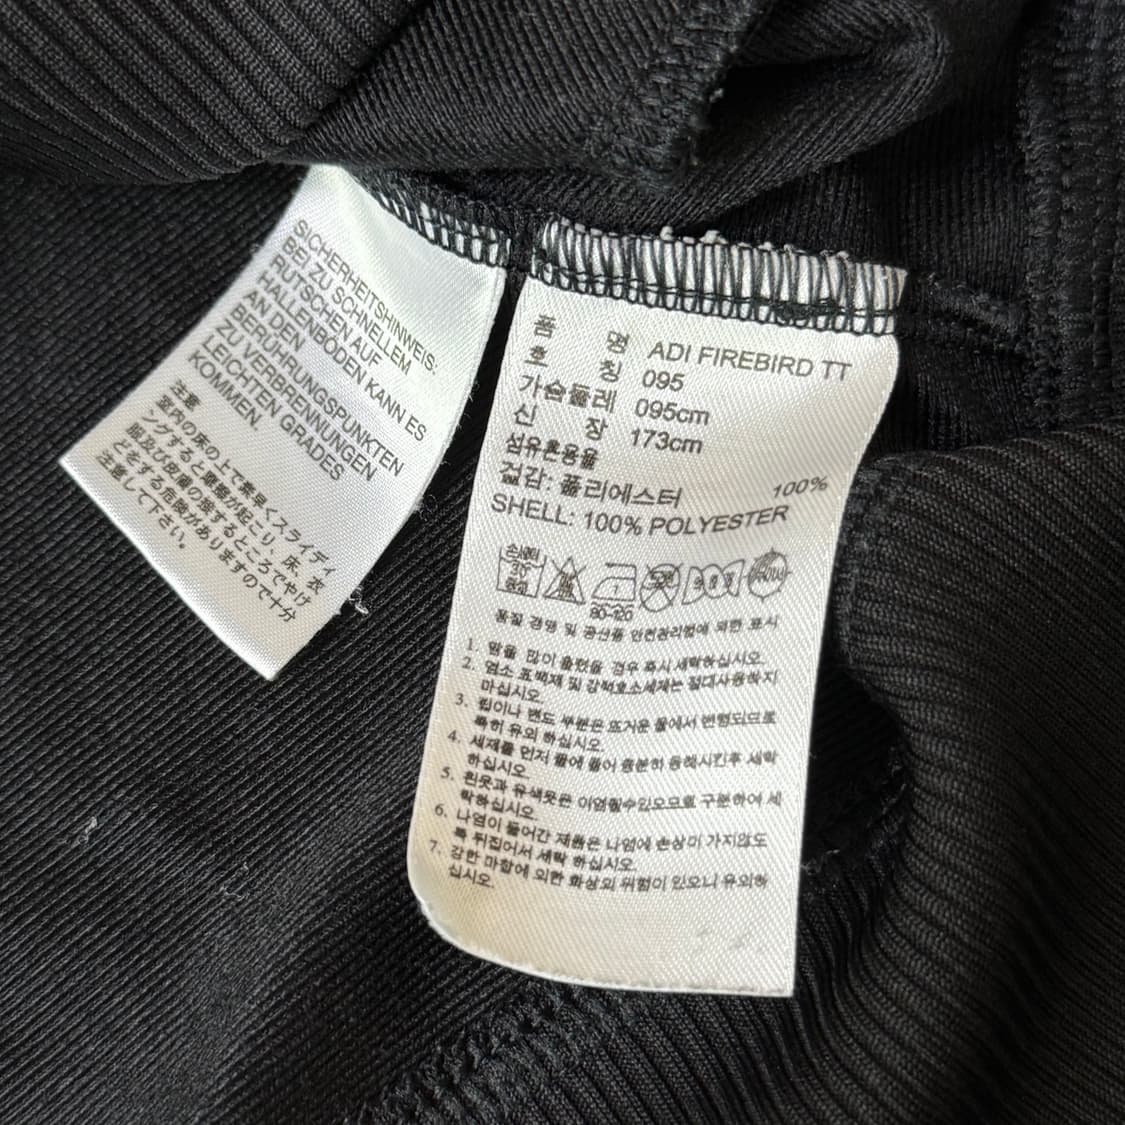 SICHERHEITSHINWEIS:
BEI ZU SCHNELLEM
RUTSCHEN AUF
HALLENBÖDEN KANN ES
AN DEN
BERÜHRUNGSPUNKTEN
ZU VERBRENNUNGEN
LEICHTEN GRADES
KOMMEN.
注意
室内の床の上で素早くスライディ
ングすると摩擦が起こり、床、衣
服及び皮膚の接するところでやけ
どをする危険がありますので十分
注意して下さい。
품 명 ADI FIREBIRD TT
호 칭 095
가슴둘레 095cm
신 장 173cm
섬유혼용율
겉감: 폴리에스터 100%
SHELL: 100% POLYESTER
80~120
품질 경영 및 공산품 안전관리법에 의한 표시
1. 땀을 많이 흘렸을 경우 즉시 세탁하십시오.
2. 염소 표백제 및 강력효소세제는 절대사용하지
마십시오.
3. 립이나 밴드 부분은 뜨거운 물에서 변형되므로
특히 유의 하십시오.
4. 세제를 먼저 물에 풀어 충분히 용해시킨후 세탁
하십시오.
5. 흰옷과 유색옷은 이염될수있으므로 구분하여 세
탁하십시오.
6. 나염이 들어간 제품은 나염에 손상이 가지않도
록 뒤집어서 세탁 하십시오.
7. 강한 마찰에 의한 화상의 위험이 있으니 유의하
십시오.